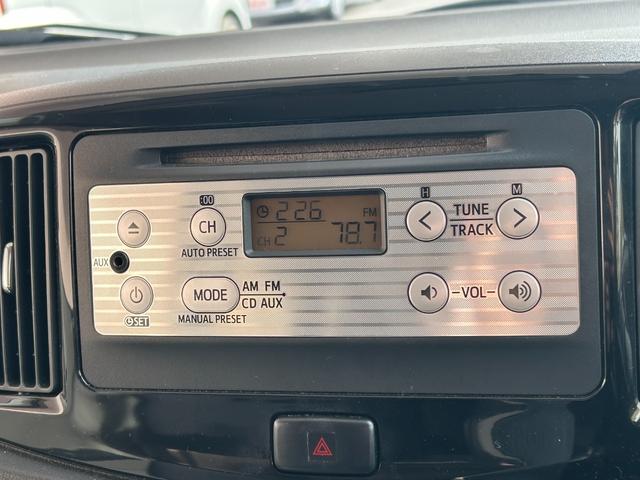 :00 H M
2:26 FM
CH TUNE
CH 2 78.7 TRACK
AUTO PRESET
AUX
MODE AM FM
CD AUX
-VOL-
SET MANUAL PRESET